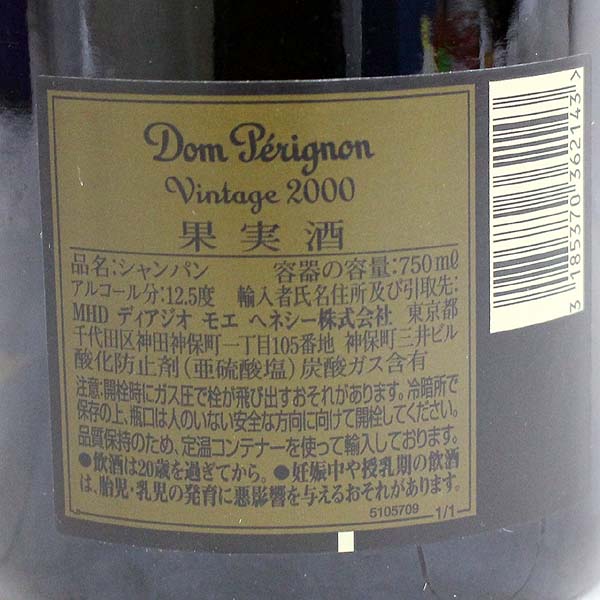 Dom Pérignon
Vintage 2000
果実酒
品名:シャンパン 容器の容量:750㎖
アルコール分:12.5度 輸入者氏名住所及び引取先:
MHD ディアジオ モエ ヘネシー株式会社 東京都
千代田区神田神保町一丁目105番地 神保町三井ビル
酸化防止剤(亜硫酸塩)炭酸ガス含有
注意:開栓時にガス圧で栓が飛び出すおそれがあります。冷暗所で
保存の上、瓶口は人のいない安全な方向に向けて開栓してください。
品質保持のため、定温コンテナーを使って輸入しております。
●飲酒は20歳を過ぎてから。●妊娠中や授乳期の飲酒
は、胎児・乳児の発育に悪影響を与えるおそれがあります。
5105709 1/1
3 185370 362143>